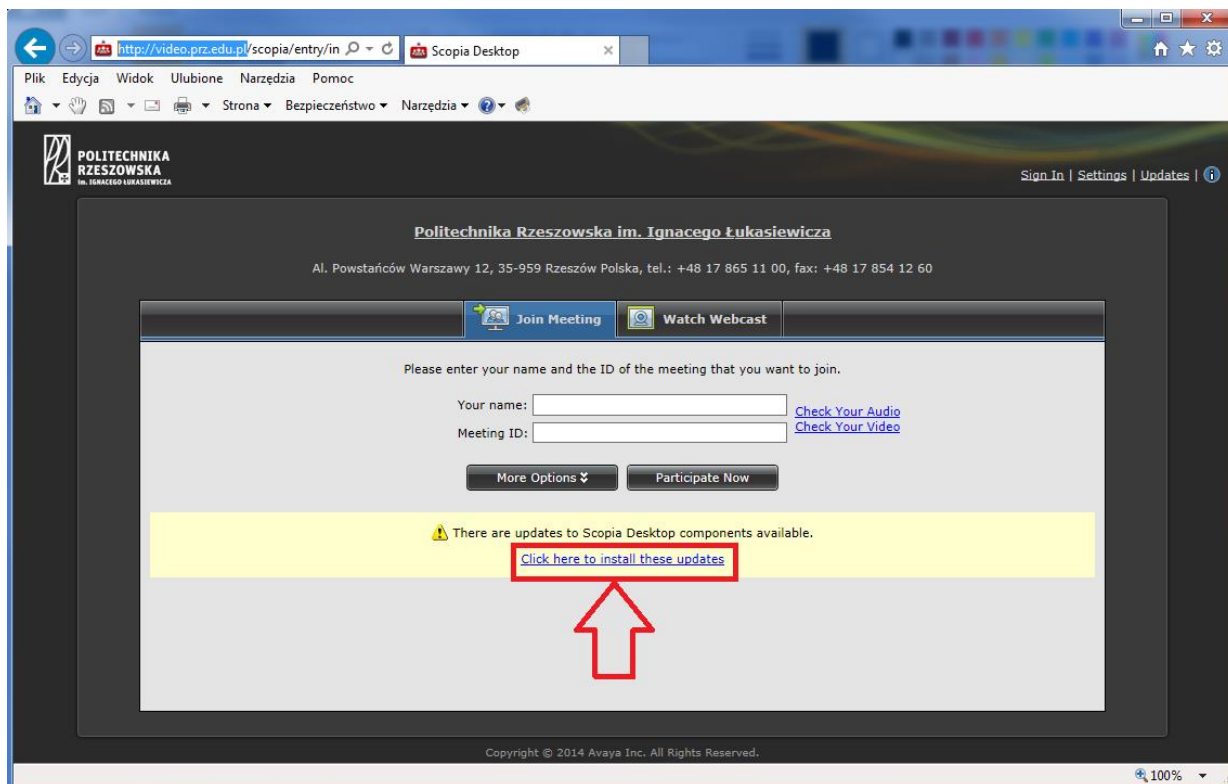 http://video.prz.edu.pl/scopia/entry/in
Scopia Desktop
Plik Edycja Widok Ulubione Narzędzia Pomoc
Strona Bezpieczeństwo Narzędzia
POLITECHNIKA
RZESZOWSKA
im. IGNACEGO ŁUKASIEWICZA
Sign In | Settings | Updates |
Politechnika Rzeszowska im. Ignacego Łukasiewicza
Al. Powstańców Warszawy 12, 35-959 Rzeszów Polska, tel.: +48 17 865 11 00, fax: +48 17 854 12 60
Join Meeting Watch Webcast
Please enter your name and the ID of the meeting that you want to join.
Your name:
Check Your Audio
Meeting ID:
Check Your Video
More Options Participate Now
There are updates to Scopia Desktop components available.
Click here to install these updates
Copyright © 2014 Avaya Inc. All Rights Reserved.
100%